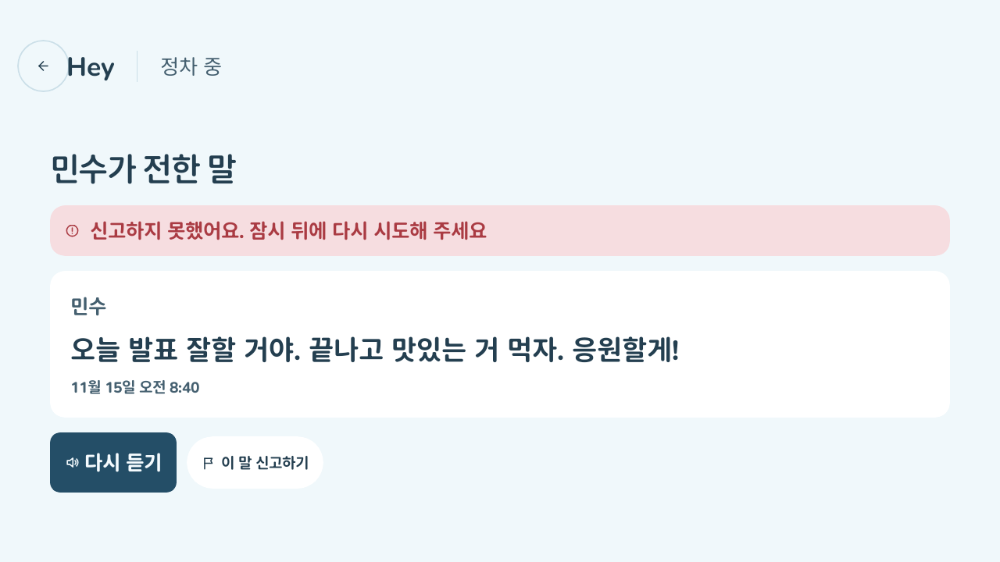 Hey
정차 중
민수가 전한 말
신고하지 못했어요. 잠시 뒤에 다시 시도해 주세요
민수
오늘 발표 잘할 거야. 끝나고 맛있는 거 먹자. 응원할게!
11월 15일 오전 8:40
다시 듣기
이 말 신고하기